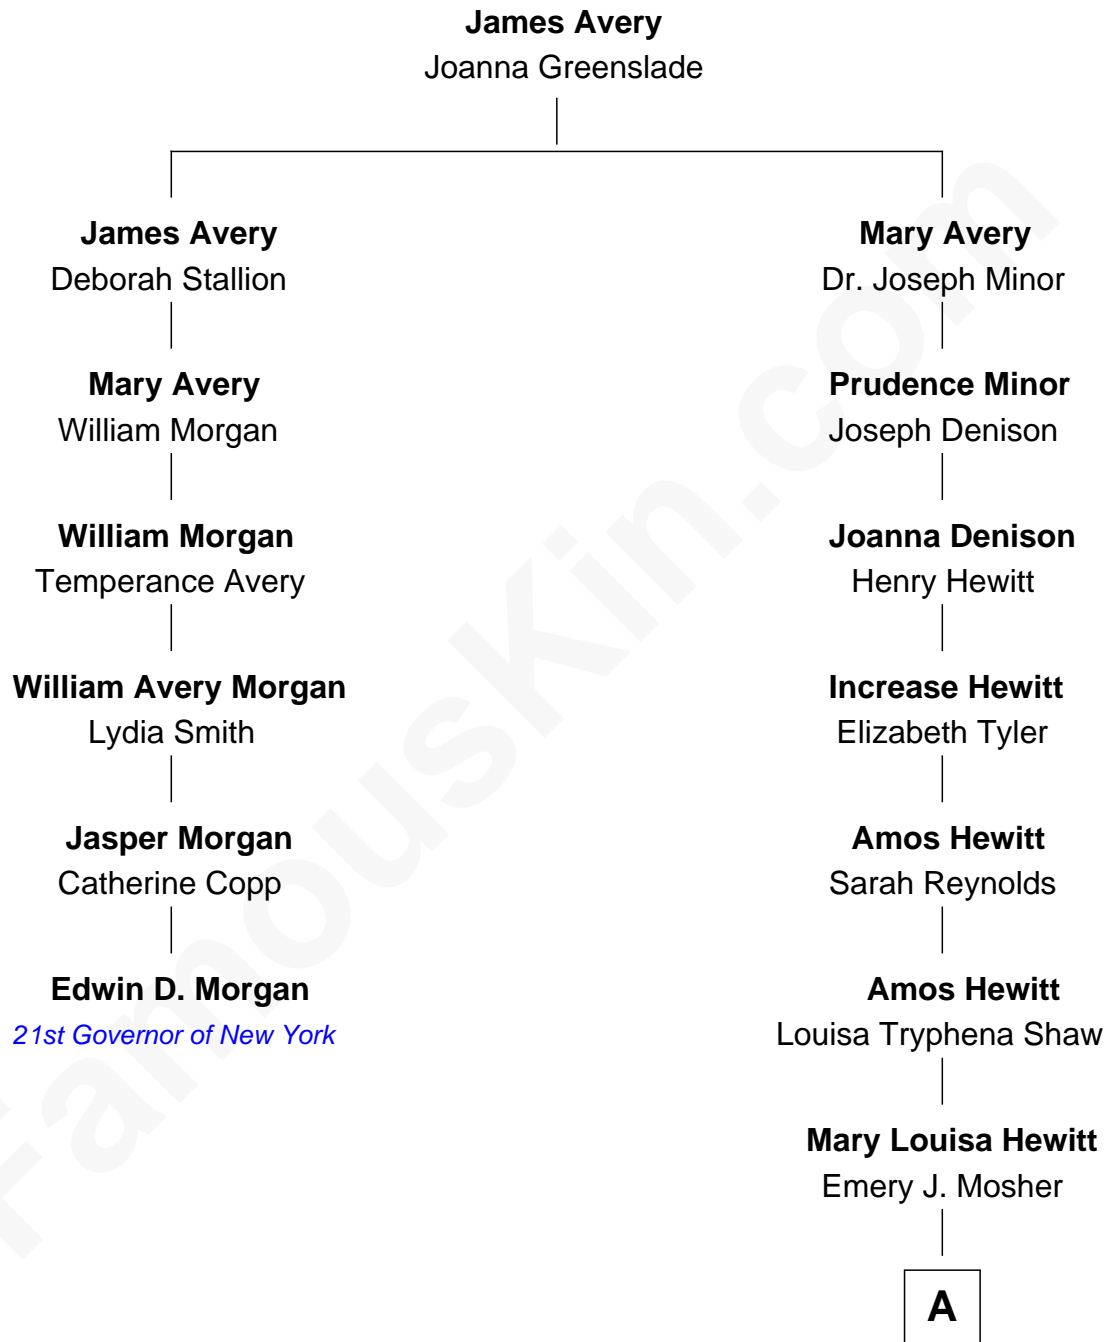 James Avery
Joanna Greenslade
James Avery
Deborah Stallion
Mary Avery
William Morgan
William Morgan
Temperance Avery
William Avery Morgan
Lydia Smith
Jasper Morgan
Catherine Copp
Edwin D. Morgan
21st Governor of New York
Mary Avery
Dr. Joseph Minor
Prudence Minor
Joseph Denison
Joanna Denison
Henry Hewitt
Increase Hewitt
Elizabeth Tyler
Amos Hewitt
Sarah Reynolds
Amos Hewitt
Louisa Tryphena Shaw
Mary Louisa Hewitt
Emery J. Mosher
A
FamousKin.com